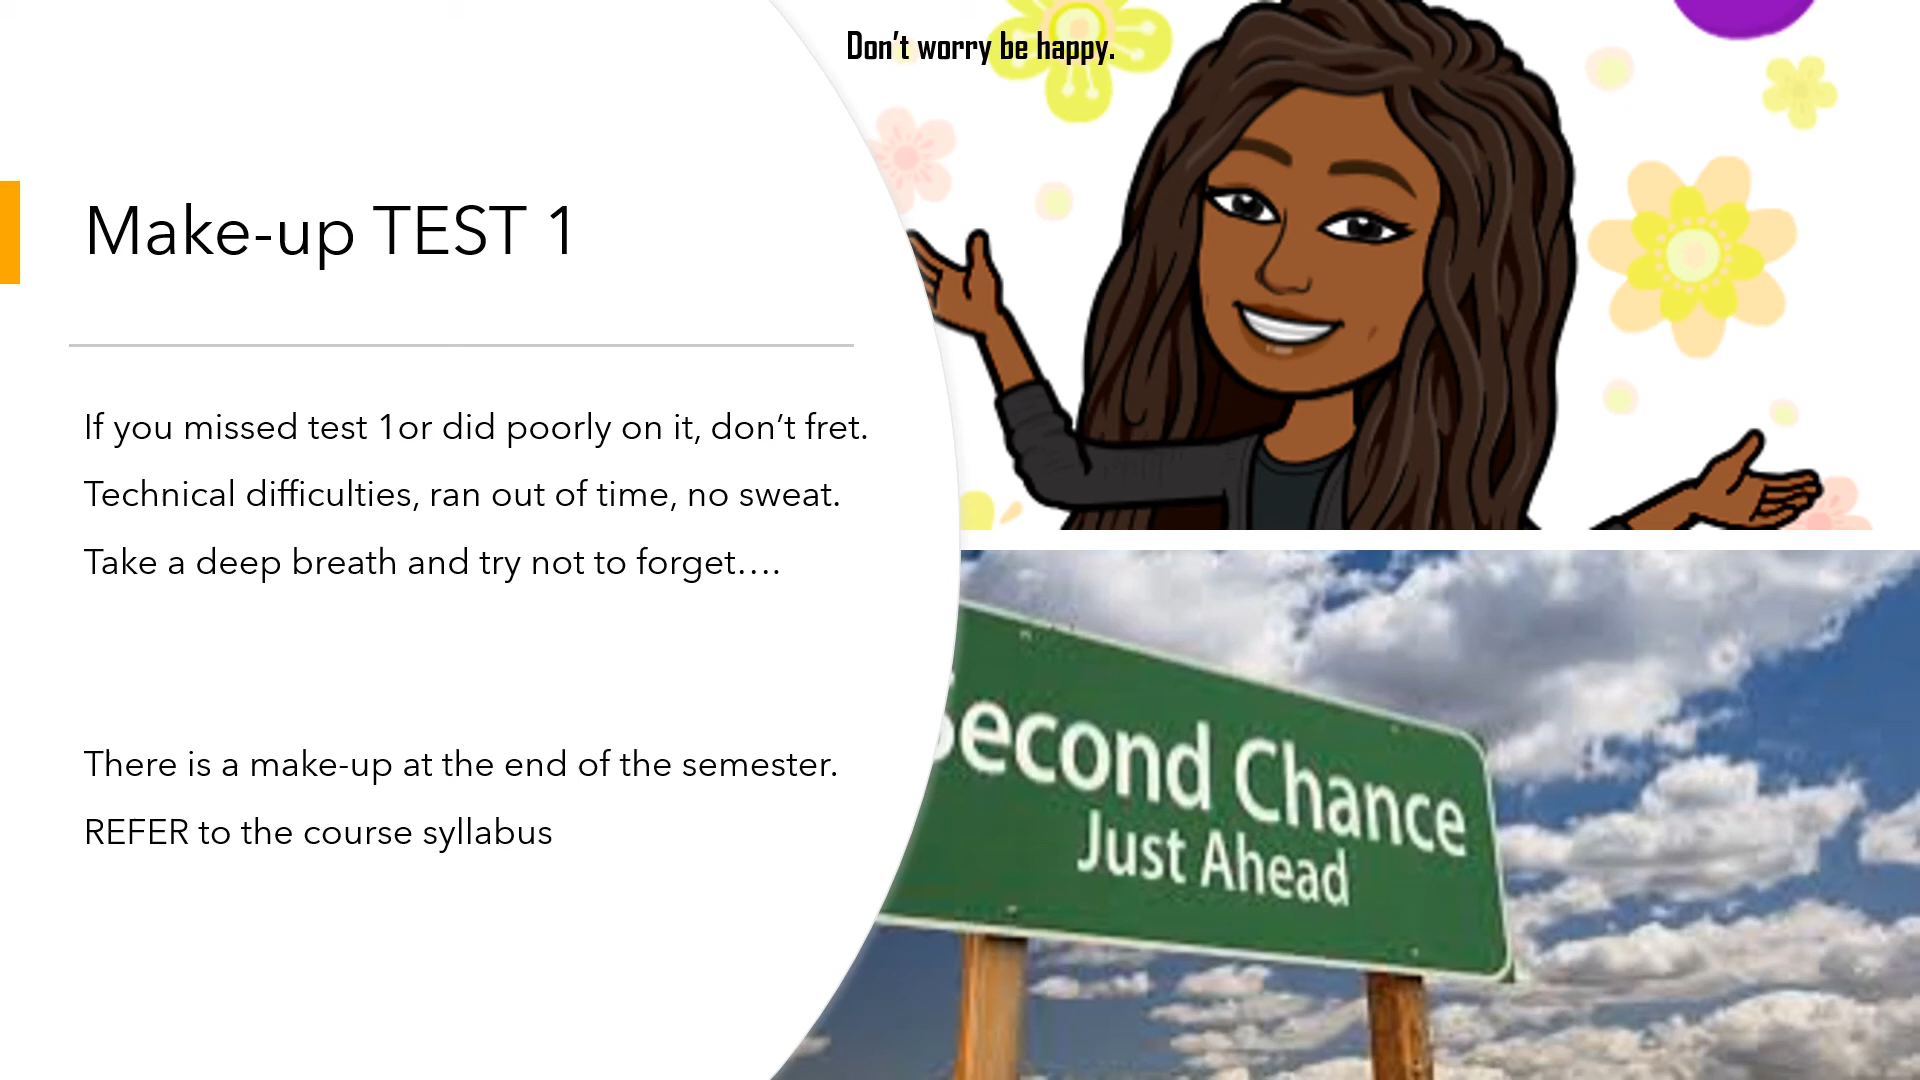 Don’t worry be happy.
Make-up TEST 1
If you missed test 1or did poorly on it, don’t fret.
Technical difficulties, ran out of time, no sweat.
Take a deep breath and try not to forget….
There is a make-up at the end of the semester.
REFER to the course syllabus
Second Chance
Just Ahead